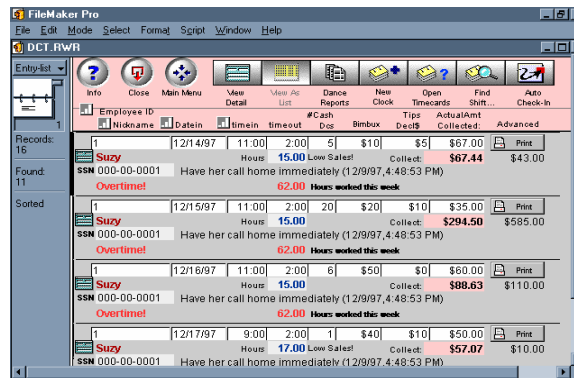 FileMaker Pro
File Edit Mode Select Format Script Window Help
DCT.RWR
Entry-list
1
Records:
16
Found:
11
Sorted
Info Close Main Menu View Detail View As List Dance Reports New Clock Open Timecards Find Shift... Auto Check-In
Employee ID #Cash Tips ActualAmt
Nickname Datein timein timeout Dcs Bimbux Decl$ Collected: Advanced
1 12/14/97 11:00 2:00 5 $10 $5 $67.00 Print
Suzy Hours 15.00 Low Sales! Collect: $67.44 $43.00
SSN 000-00-0001 Have her call home immediately (12/9/97,4:48:53 PM)
Overtime! 62.00 Hours worked this week
1 12/15/97 11:00 2:00 20 $20 $10 $35.00 Print
Suzy Hours 15.00 Collect: $294.50 $585.00
SSN 000-00-0001 Have her call home immediately (12/9/97,4:48:53 PM)
Overtime! 62.00 Hours worked this week
1 12/16/97 11:00 2:00 6 $50 $0 $60.00 Print
Suzy Hours 15.00 Collect: $88.63 $110.00
SSN 000-00-0001 Have her call home immediately (12/9/97,4:48:53 PM)
Overtime! 62.00 Hours worked this week
1 12/17/97 9:00 2:00 1 $40 $10 $50.00 Print
Suzy Hours 17.00 Low Sales! Collect: $57.07 $10.00
SSN 000-00-0001 Have her call home immediately (12/9/97,4:48:53 PM)